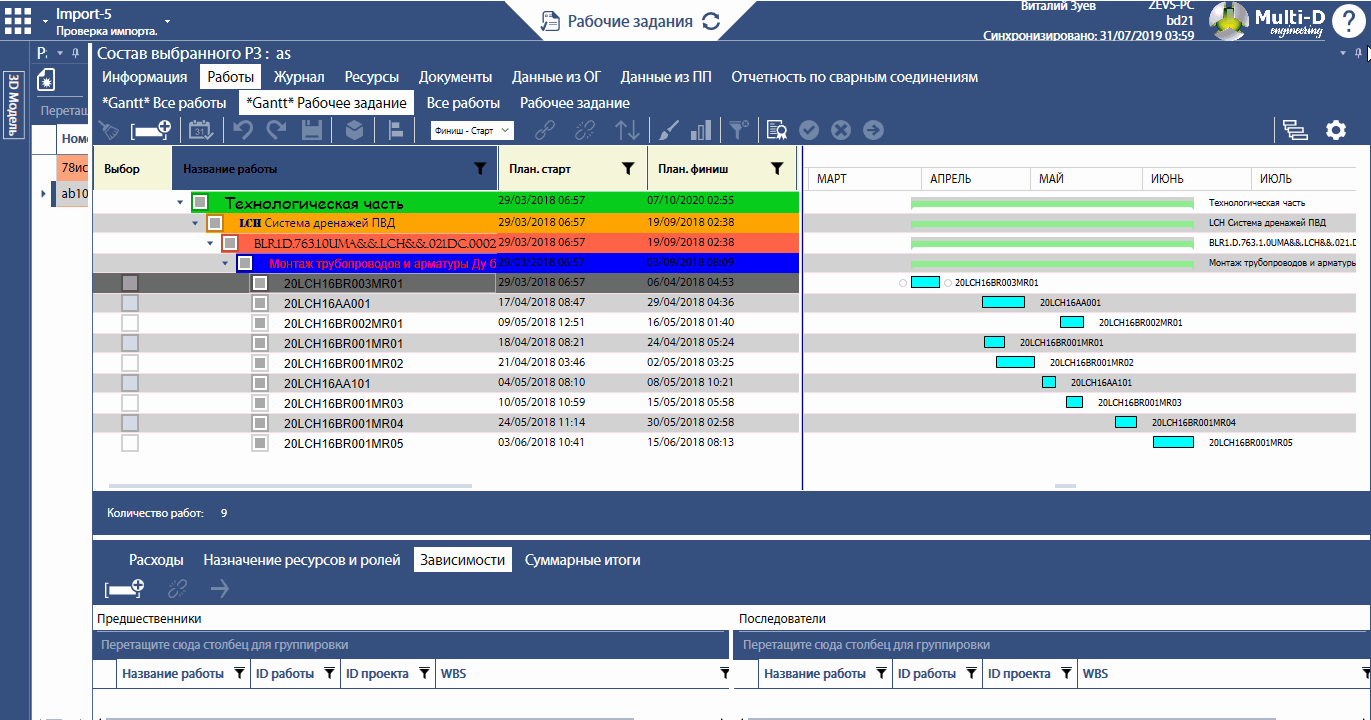 Import-5
Проверка импорта.
Рабочие задания
Виталий Зуев
ZEVS-PC
bd21
Синхронизировано: 31/07/2019 03:59
Multi-D
engineering
?
3D Модель
Состав выбранного РЗ : as
Информация Работы Журнал Ресурсы Документы Данные из ОГ Данные из ПП Отчетность по сварным соединениям
*Gantt* Все работы *Gantt* Рабочее задание Все работы Рабочее задание
Перетащ
Номе
78ис
ab10
31
Финиш - Старт
Выбор Название работы План. старт План. финиш
МАРТ АПРЕЛЬ МАЙ ИЮНЬ ИЮЛЬ
Технологическая часть 29/03/2018 06:57 07/10/2020 02:55 Технологическая часть
LCH Система дренажей ПВД 29/03/2018 06:57 19/09/2018 02:38 LCH Система дренажей ПВД
BLR1.D.763.1.0UMA&&.LCH&&.021.DC.0002 29/03/2018 06:57 19/09/2018 02:38 BLR1.D.763.1.0UMA&&.LCH&&.021.D
Монтаж трубопроводов и арматуры Ду 29/03/2018 06:57 03/09/2018 08:09 Монтаж трубопроводов и арматуры
20LCH16BR003MR01 29/03/2018 06:57 06/04/2018 04:53 20LCH16BR003MR01
20LCH16AA001 17/04/2018 08:47 29/04/2018 04:36 20LCH16AA001
20LCH16BR002MR01 09/05/2018 12:51 16/05/2018 01:40 20LCH16BR002MR01
20LCH16BR001MR01 18/04/2018 08:21 24/04/2018 05:24 20LCH16BR001MR01
20LCH16BR001MR02 21/04/2018 03:46 02/05/2018 03:25 20LCH16BR001MR02
20LCH16AA101 04/05/2018 08:10 08/05/2018 10:21 20LCH16AA101
20LCH16BR001MR03 10/05/2018 10:59 15/05/2018 05:58 20LCH16BR001MR03
20LCH16BR001MR04 24/05/2018 11:14 30/05/2018 02:58 20LCH16BR001MR04
20LCH16BR001MR05 03/06/2018 10:41 15/06/2018 08:13 20LCH16BR001MR05
Количество работ: 9
Расходы Назначение ресурсов и ролей Зависимости Суммарные итоги
Предшественники
Перетащите сюда столбец для группировки
Название работы ID работы ID проекта WBS
Последователи
Перетащите сюда столбец для группировки
Название работы ID работы ID проекта WBS